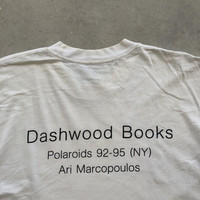 Dashwood Books
Polaroids 92-95 (NY)
Ari Marcopoulos